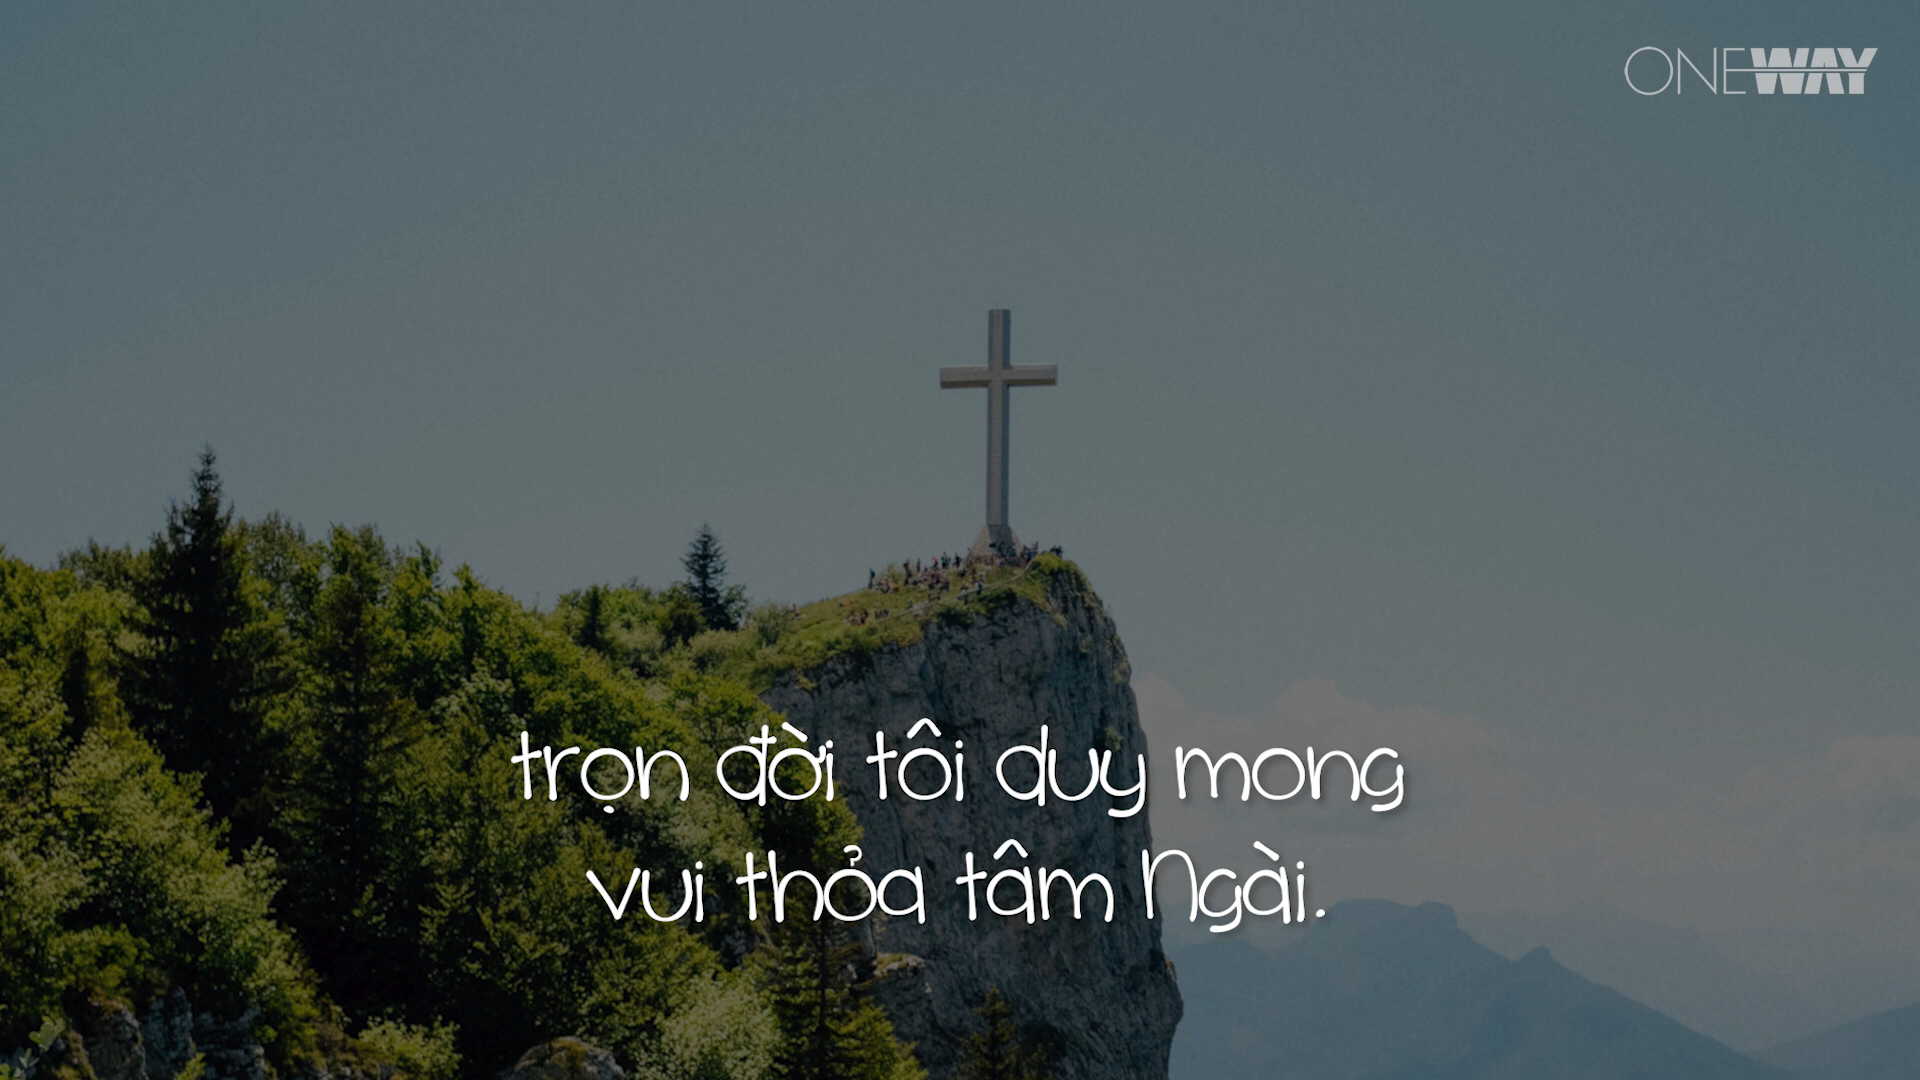 ONEWAY
trọn đời tôi duy mong
vui thỏa tâm Ngài.